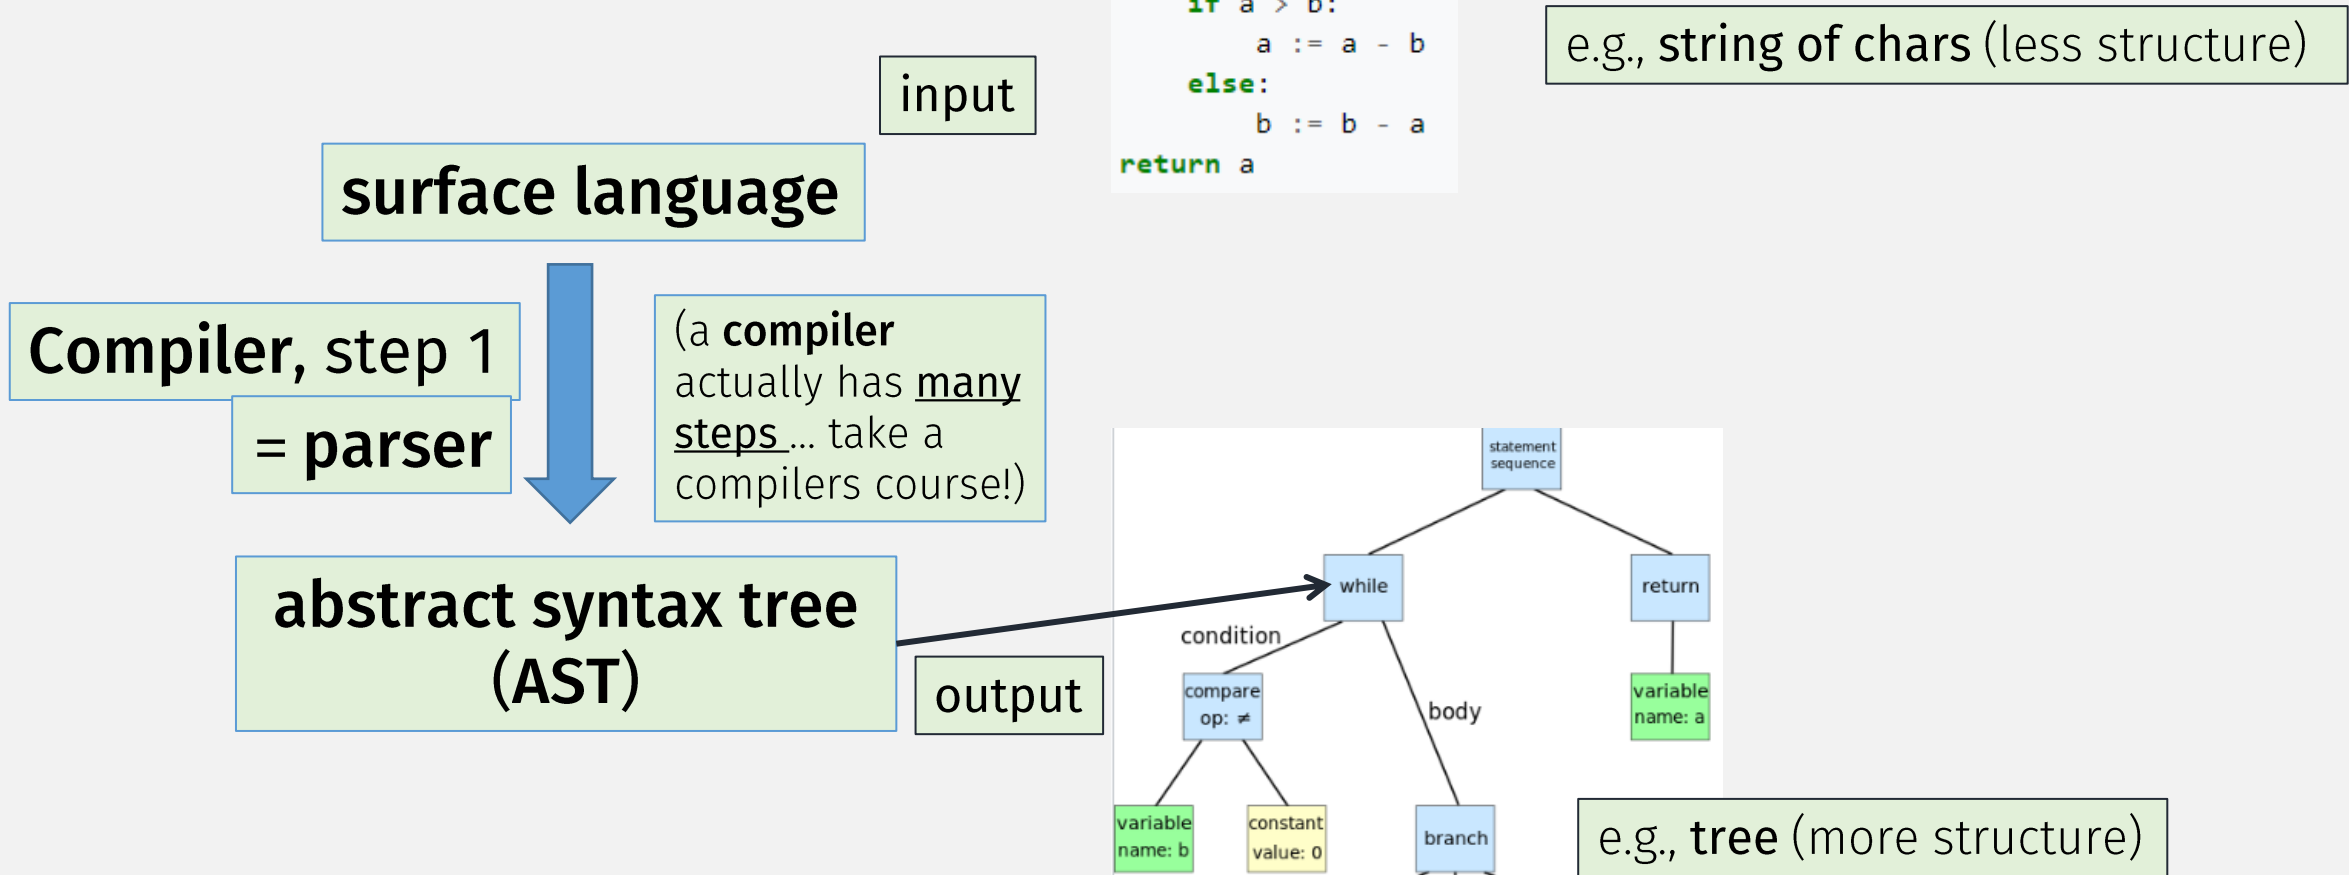 if a > b:
a := a - b
else:
b := b - a
return a
e.g., string of chars (less structure)
input
surface language
Compiler, step 1
= parser
(a compiler
actually has many
steps ... take a
compilers course!)
abstract syntax tree
(AST)
output
statement
sequence
while
return
condition
compare
op: ≠
body
variable
name: a
variable
name: b
constant
value: 0
branch
e.g., tree (more structure)